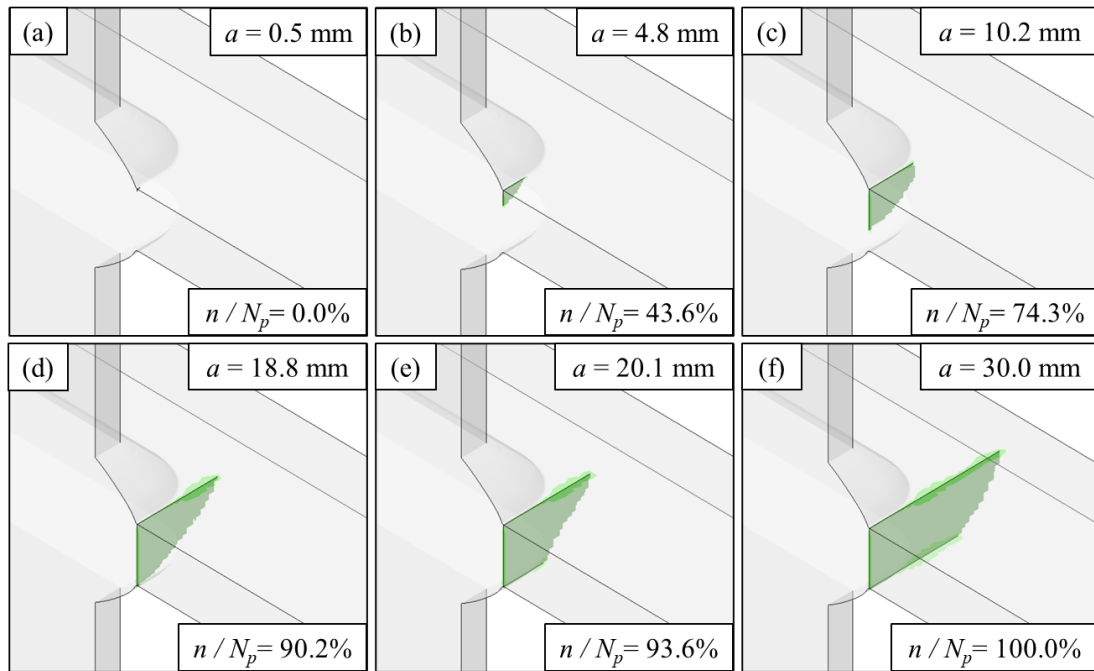 (a) a = 0.5 mm
n / Np= 0.0%
(b) a = 4.8 mm
n / Np= 43.6%
(c) a = 10.2 mm
n / Np= 74.3%
(d) a = 18.8 mm
n / Np= 90.2%
(e) a = 20.1 mm
n / Np= 93.6%
(f) a = 30.0 mm
n / Np= 100.0%